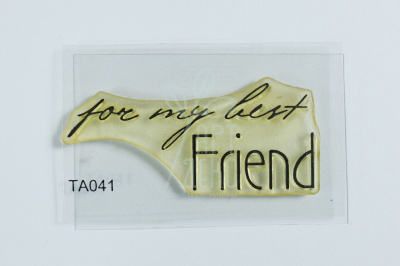 for my best
Friend
TA041